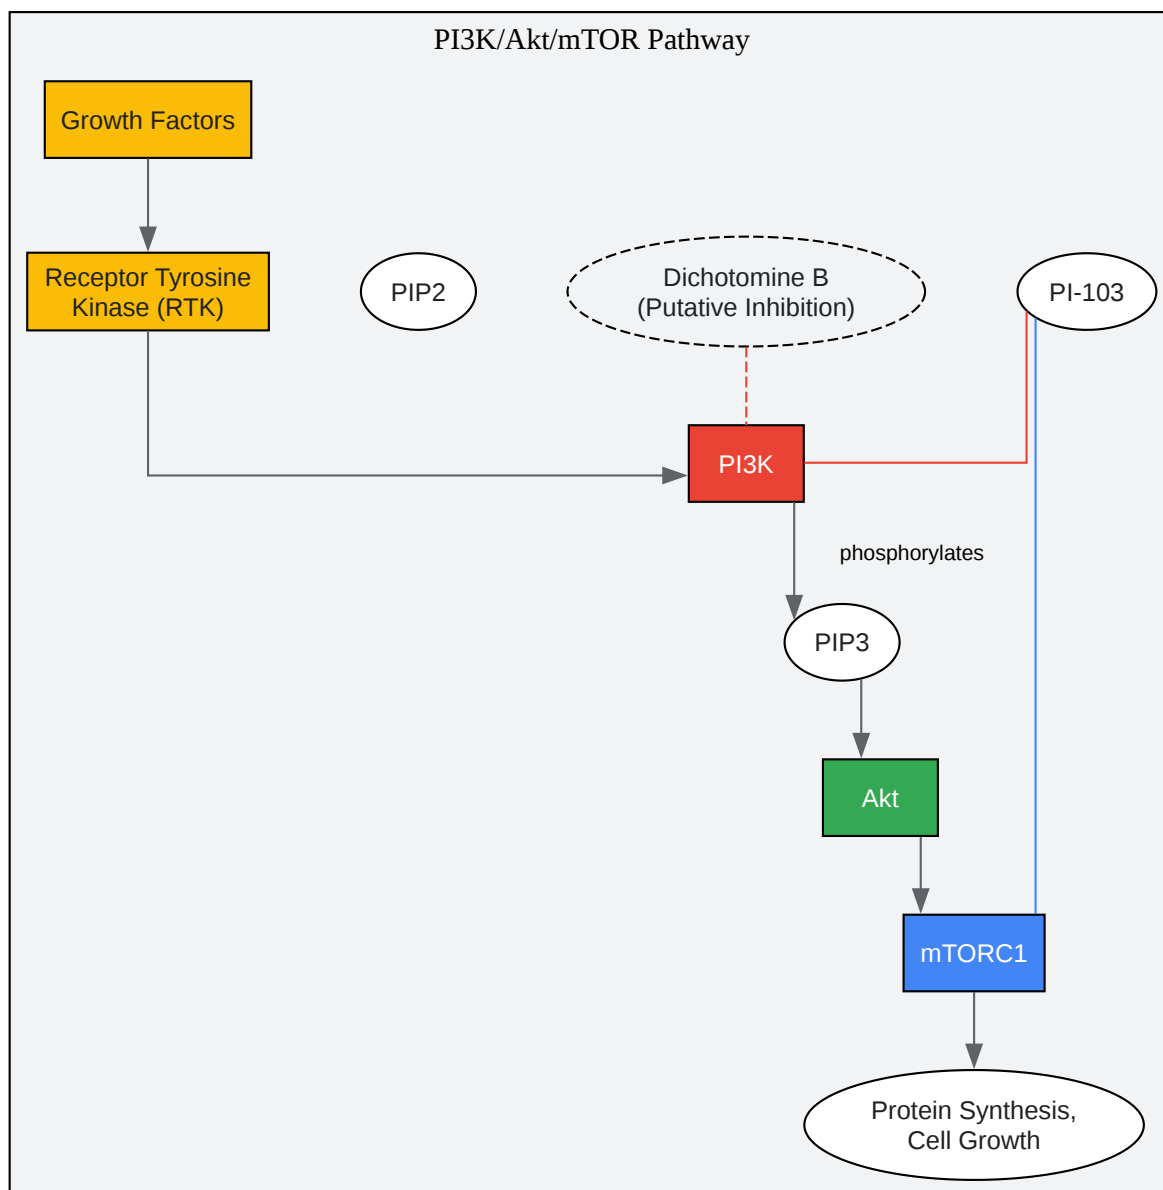 PI3K/Akt/mTOR Pathway
Growth Factors
Receptor Tyrosine
Kinase (RTK)
PIP2
Dichotomine B
(Putative Inhibition)
PI-103
PI3K
phosphorylates
PIP3
Akt
mTORC1
Protein Synthesis,
Cell Growth